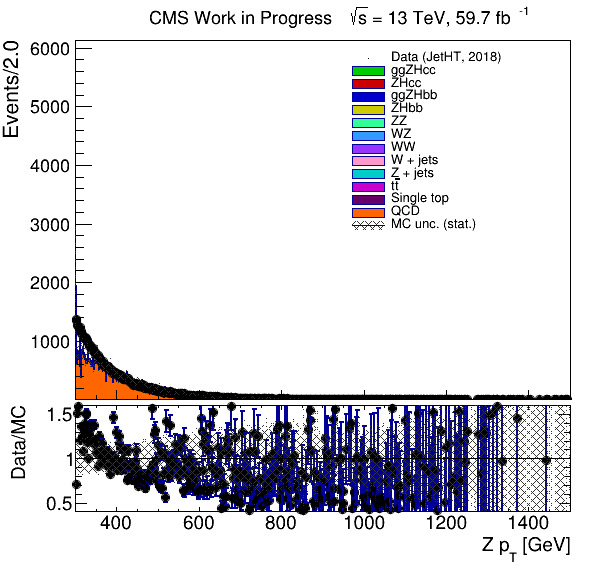 CMS Work in Progress √s = 13 TeV, 59.7 fb⁻¹
Events/2.0
6000
5000
4000
3000
2000
1000
Data (JetHT, 2018)
ggZHcc
ZHcc
ggZHbb
ZHbb
ZZ
WZ
WW
W + jets
Z + jets
tt̅
Single top
QCD
MC unc. (stat.)
Data/MC
1.5
1
0.5
400 600 800 1000 1200 1400
Z p_T [GeV]